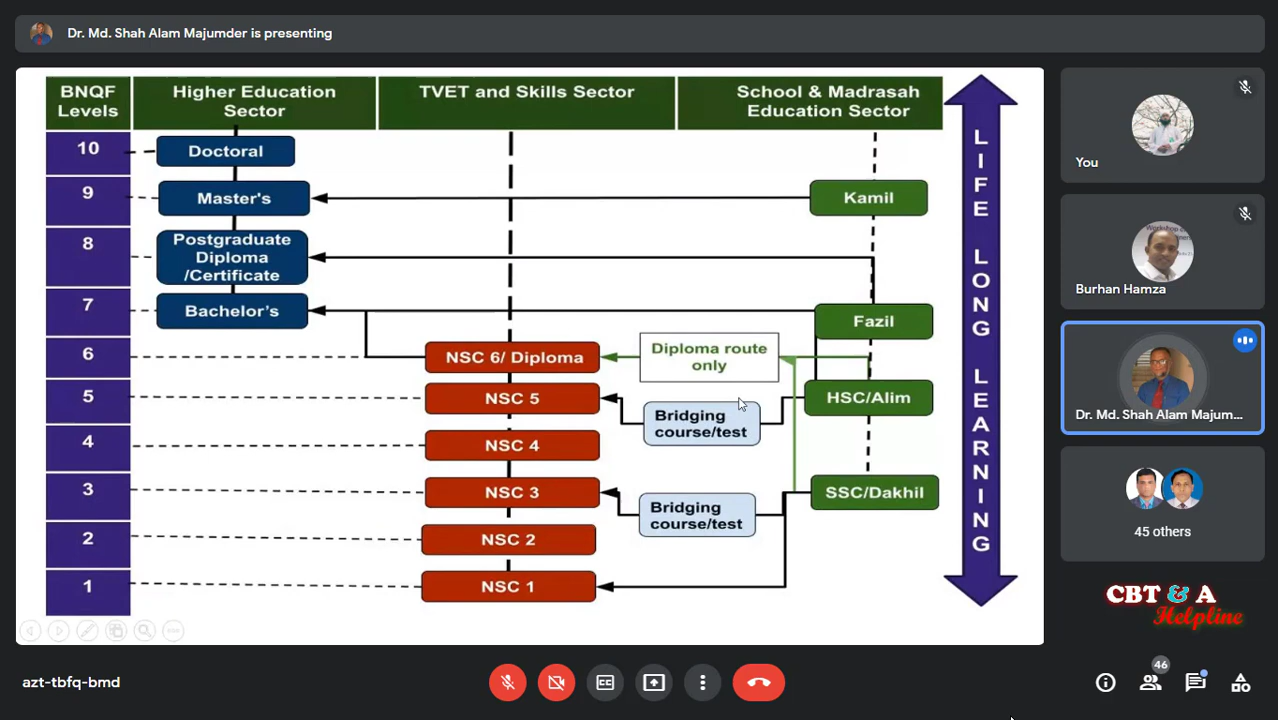 Dr. Md. Shah Alam Majumder is presenting
BNQF
Levels
Higher Education
Sector
TVET and Skills Sector
School & Madrasah
Education Sector
10
Doctoral
9
Master's
Kamil
8
Postgraduate
Diploma
/Certificate
7
Bachelor's
Fazil
6
NSC 6/ Diploma
Diploma route
only
5
NSC 5
HSC/Alim
Bridging
course/test
4
NSC 4
3
NSC 3
SSC/Dakhil
Bridging
course/test
2
NSC 2
1
NSC 1
LIFE LONG LEARNING
You
Workshop
Burhan Hamza
Dr. Md. Shah Alam Majum...
45 others
CBT & A
Helpline
azt-tbfq-bmd
CC
46